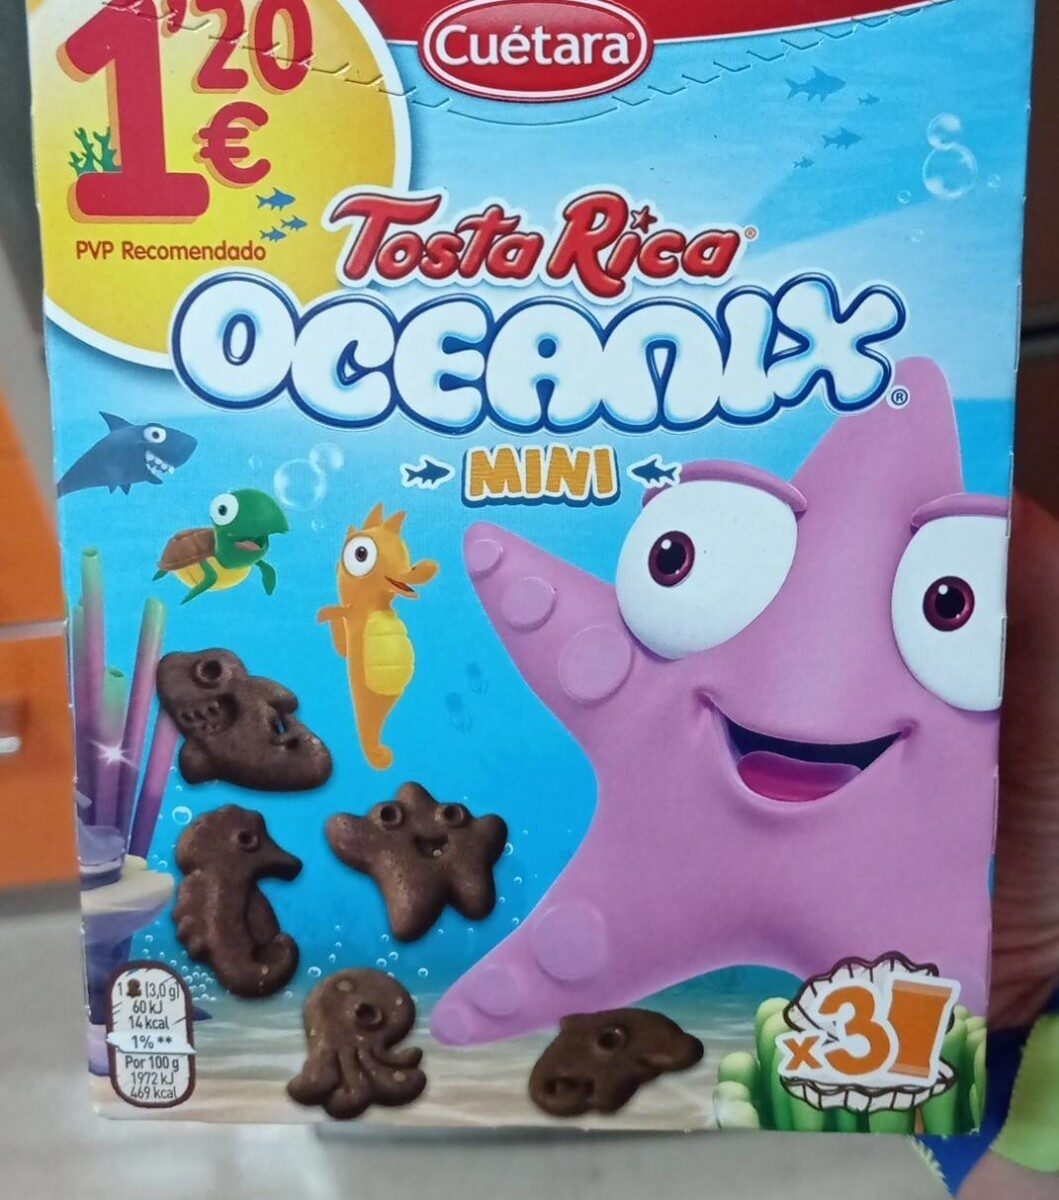 1'20
€
PVP Recomendado
Cuétara®
Tosta Rica®
OCEANIX®
MINI
1 (3,0 g)
60 kJ
14 kcal
1% **
Por 100 g
1972 kJ
469 kcal
x3